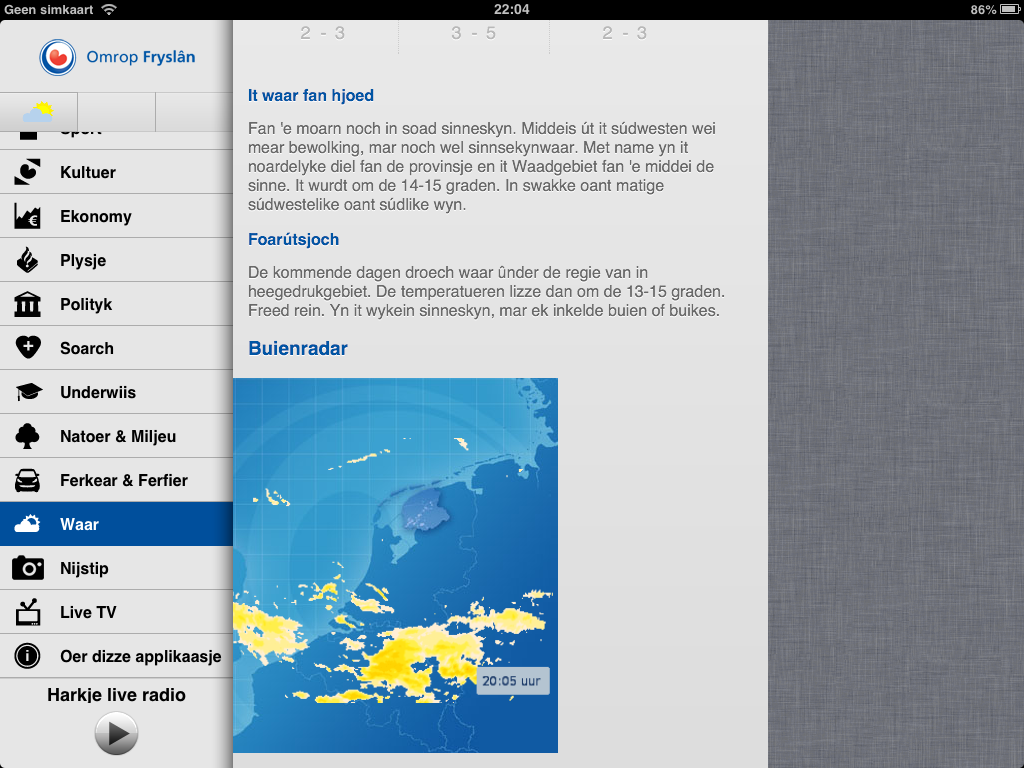 Geen simkaart
22:04
86%
Omrop Fryslân
Sport
Kultuer
Ekonomy
Plysje
Polityk
Soarch
Underwiis
Natoer & Miljeu
Ferkear & Ferfier
Waar
Nijstip
Live TV
Oer dizze applikaasje
Harkje live radio
2 - 3
3 - 5
2 - 3
It waar fan hjoed
Fan 'e moarn noch in soad sinneskyn. Middeis út it súdwesten wei
mear bewolking, mar noch wel sinnsekynwaar. Met name yn it
noardelyke diel fan de provinsje en it Waadgebiet fan 'e middei de
sinne. It wurdt om de 14-15 graden. In swakke oant matige
súdwestelike oant súdlike wyn.
Foarútsjoch
De kommende dagen droech waar ûnder de regie van in
heegedrukgebiet. De temperatueren lizze dan om de 13-15 graden.
Freed rein. Yn it wykein sinneskyn, mar ek inkelde buien of buikes.
Buienradar
20:05 uur